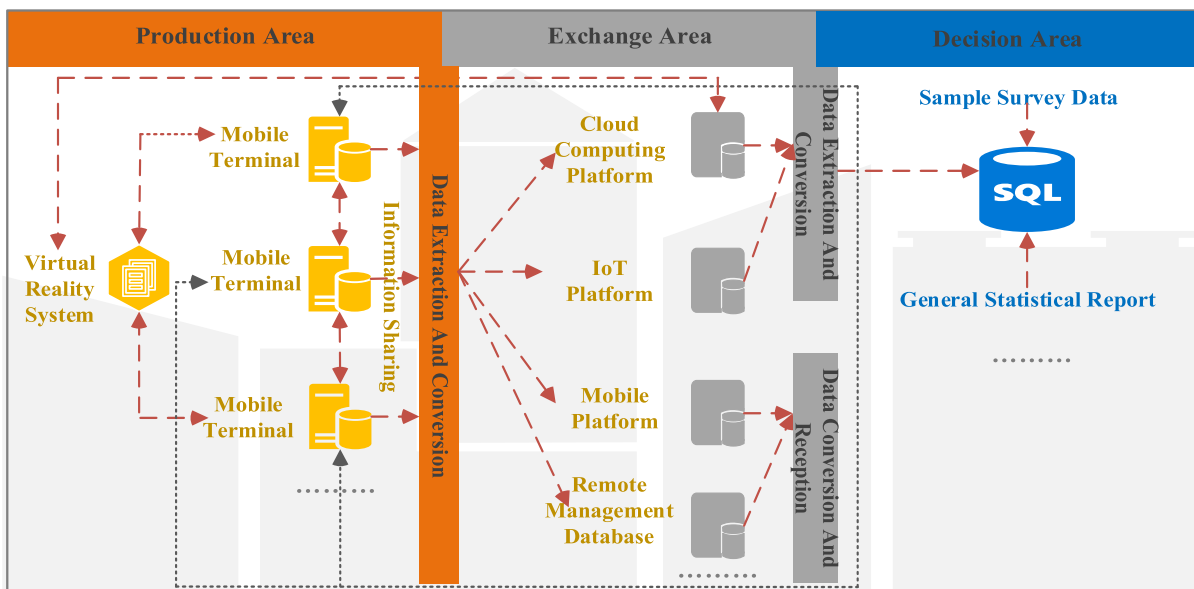 Production Area
Exchange Area
Decision Area
Mobile
Terminal
Virtual
Reality
System
Mobile
Terminal
Mobile
Terminal
Information Sharing
Data Extraction And Conversion
Cloud
Computing
Platform
IoT
Platform
Mobile
Platform
Remote
Management
Database
Data Extraction And
Conversion
Data Conversion And
Reception
Sample Survey Data
SQL
General Statistical Report